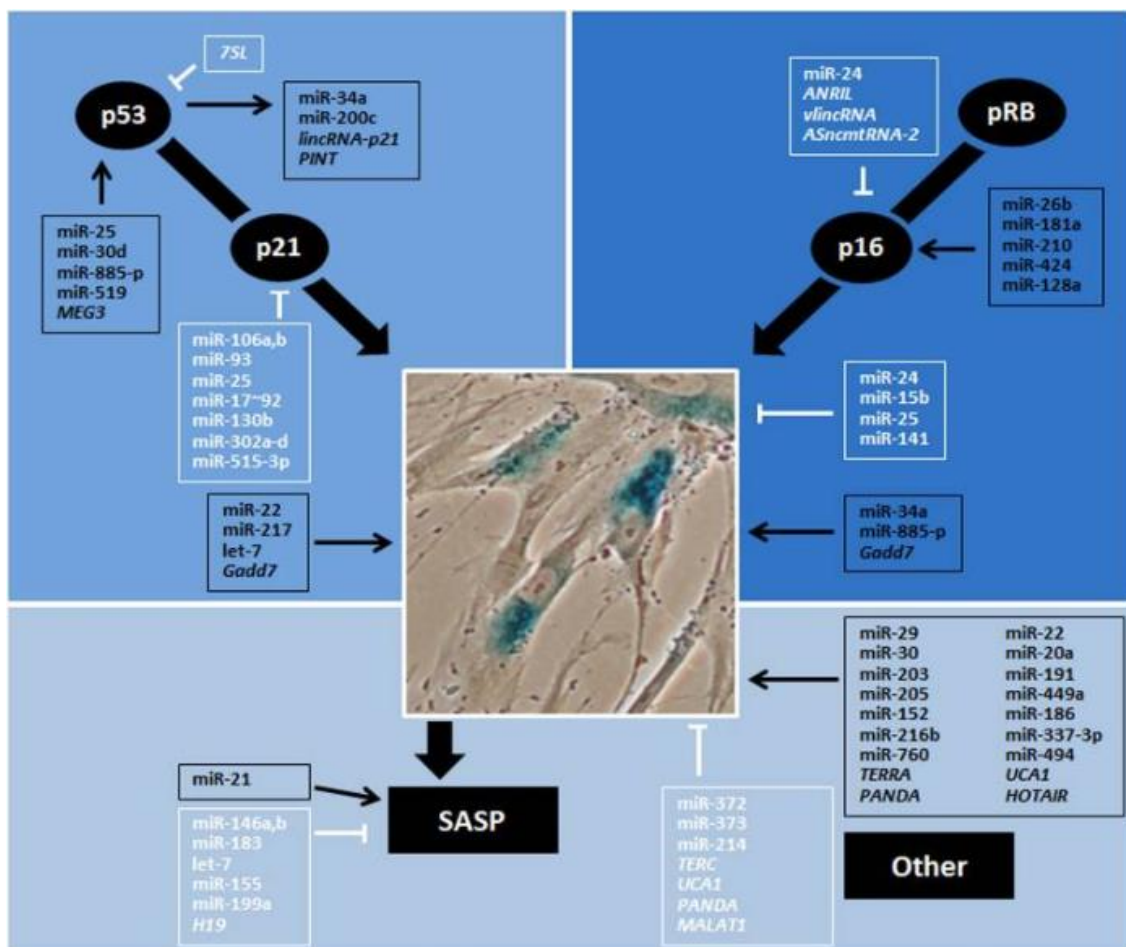 7SL
p53
miR-34a
miR-200c
lincRNA-p21
PINT
miR-25
miR-30d
miR-885-p
miR-519
MEG3
p21
miR-106a,b
miR-93
miR-25
miR-17~92
miR-130b
miR-302a-d
miR-515-3p
miR-22
miR-217
let-7
Gadd7
miR-24
ANRIL
vlincRNA
ASncmtRNA-2
pRB
p16
miR-26b
miR-181a
miR-210
miR-424
miR-128a
miR-24
miR-15b
miR-25
miR-141
miR-34a
miR-885-p
Gadd7
miR-21
miR-146a,b
miR-183
let-7
miR-155
miR-199a
H19
SASP
miR-372
miR-373
miR-214
TERC
UCA1
PANDA
MALAT1
miR-29 miR-22
miR-30 miR-20a
miR-203 miR-191
miR-205 miR-449a
miR-152 miR-186
miR-216b miR-337-3p
miR-760 miR-494
TERRA UCA1
PANDA HOTAIR
Other